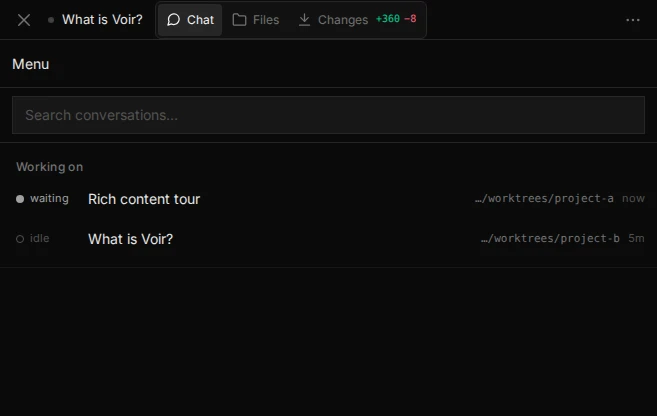 What is Voir? Chat Files Changes +360 −8
Menu
Search conversations...
Working on
waiting Rich content tour …/worktrees/project-a now
idle What is Voir? …/worktrees/project-b 5m